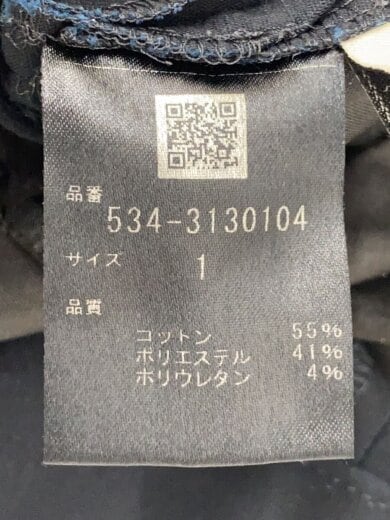 品番
534-3130104
サイズ
1
品質
コットン 55%
ポリエステル 41%
ポリウレタン 4%